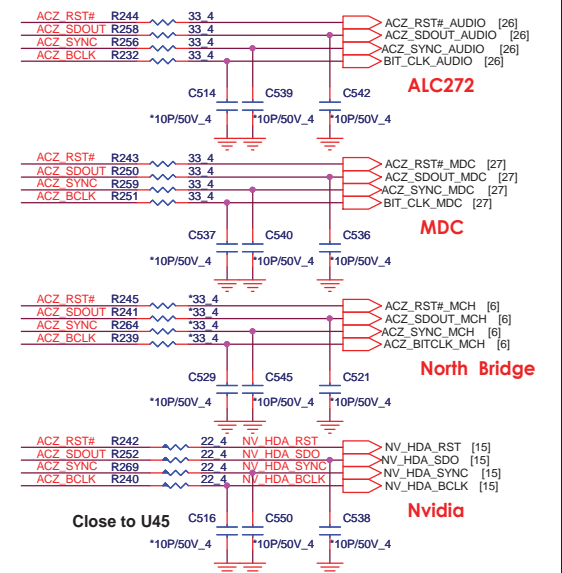 ACZ_RST# R244 33_4 ACZ_RST#_AUDIO [26]
ACZ_SDOUT R258 33_4 ACZ_SDOUT_AUDIO [26]
ACZ_SYNC R256 33_4 ACZ_SYNC_AUDIO [26]
ACZ_BCLK R232 33_4 BIT_CLK_AUDIO [26]
ALC272
C514 C539 C542
*10P/50V_4 *10P/50V_4 *10P/50V_4
ACZ_RST# R243 33_4 ACZ_RST#_MDC [27]
ACZ_SDOUT R250 33_4 ACZ_SDOUT_MDC [27]
ACZ_SYNC R259 33_4 ACZ_SYNC_MDC [27]
ACZ_BCLK R251 33_4 BIT_CLK_MDC [27]
MDC
C537 C540 C536
*10P/50V_4 *10P/50V_4 *10P/50V_4
ACZ_RST# R245 *33_4 ACZ_RST#_MCH [6]
ACZ_SDOUT R241 *33_4 ACZ_SDOUT_MCH [6]
ACZ_SYNC R264 *33_4 ACZ_SYNC_MCH [6]
ACZ_BCLK R239 *33_4 ACZ_BITCLK_MCH [6]
North Bridge
C529 C545 C521
*10P/50V_4 *10P/50V_4 *10P/50V_4
ACZ_RST# R242 22_4 NV_HDA_RST NV_HDA_RST [15]
ACZ_SDOUT R252 22_4 NV_HDA_SDO NV_HDA_SDO [15]
ACZ_SYNC R269 22_4 NV_HDA_SYNC NV_HDA_SYNC [15]
ACZ_BCLK R240 22_4 NV_HDA_BCLK NV_HDA_BCLK [15]
Nvidia
Close to U45 C516 C550 C538
*10P/50V_4 *10P/50V_4 *10P/50V_4